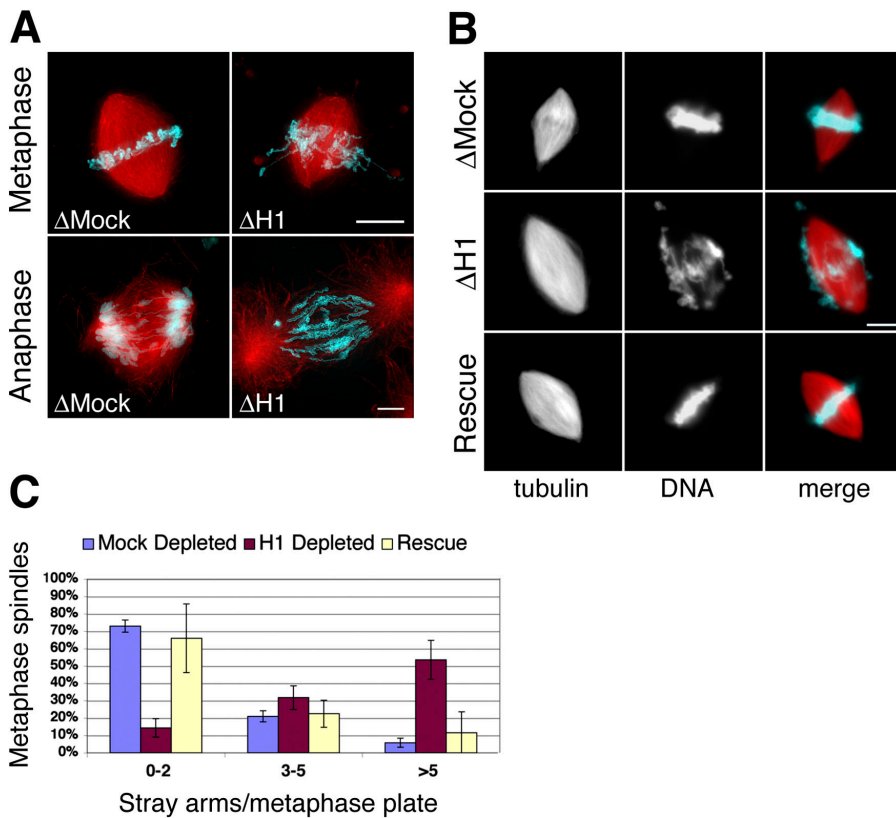 A
Metaphase
ΔMock
ΔH1
Anaphase
ΔMock
ΔH1
B
ΔMock
ΔH1
Rescue
tubulin
DNA
merge
C
Mock Depleted
H1 Depleted
Rescue
Metaphase spindles
100%
90%
80%
70%
60%
50%
40%
30%
20%
10%
0%
0-2
3-5
>5
Stray arms/metaphase plate